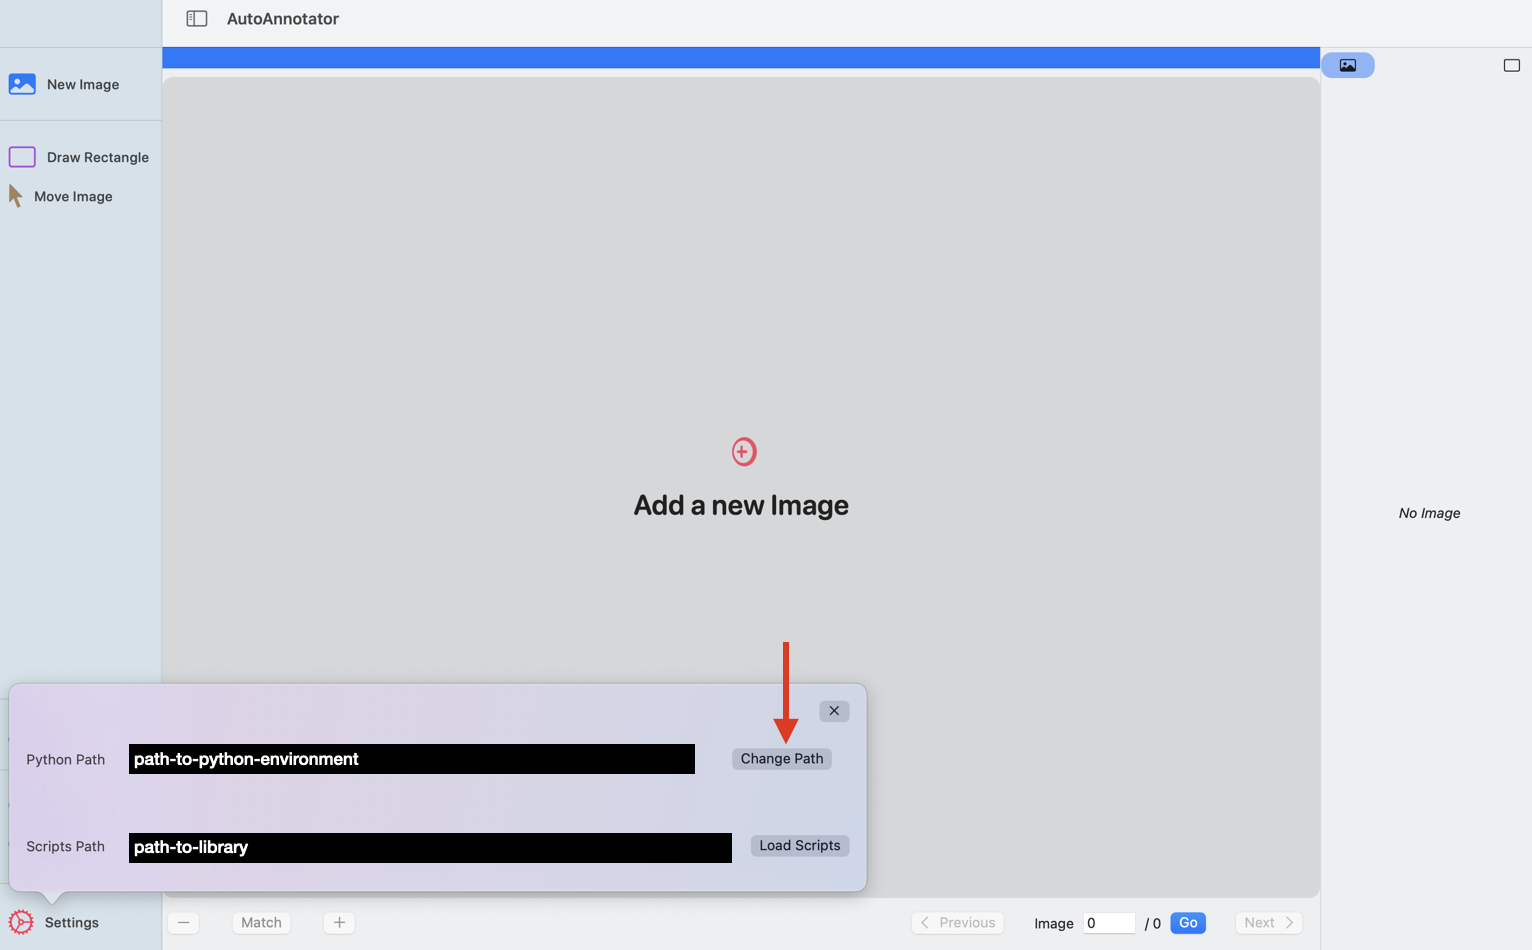 AutoAnnotator
New Image
Draw Rectangle
Move Image
Add a new Image
No Image
Python Path path-to-python-environment Change Path
Scripts Path path-to-library Load Scripts
Settings
Match
Previous Image 0 / 0 Go Next